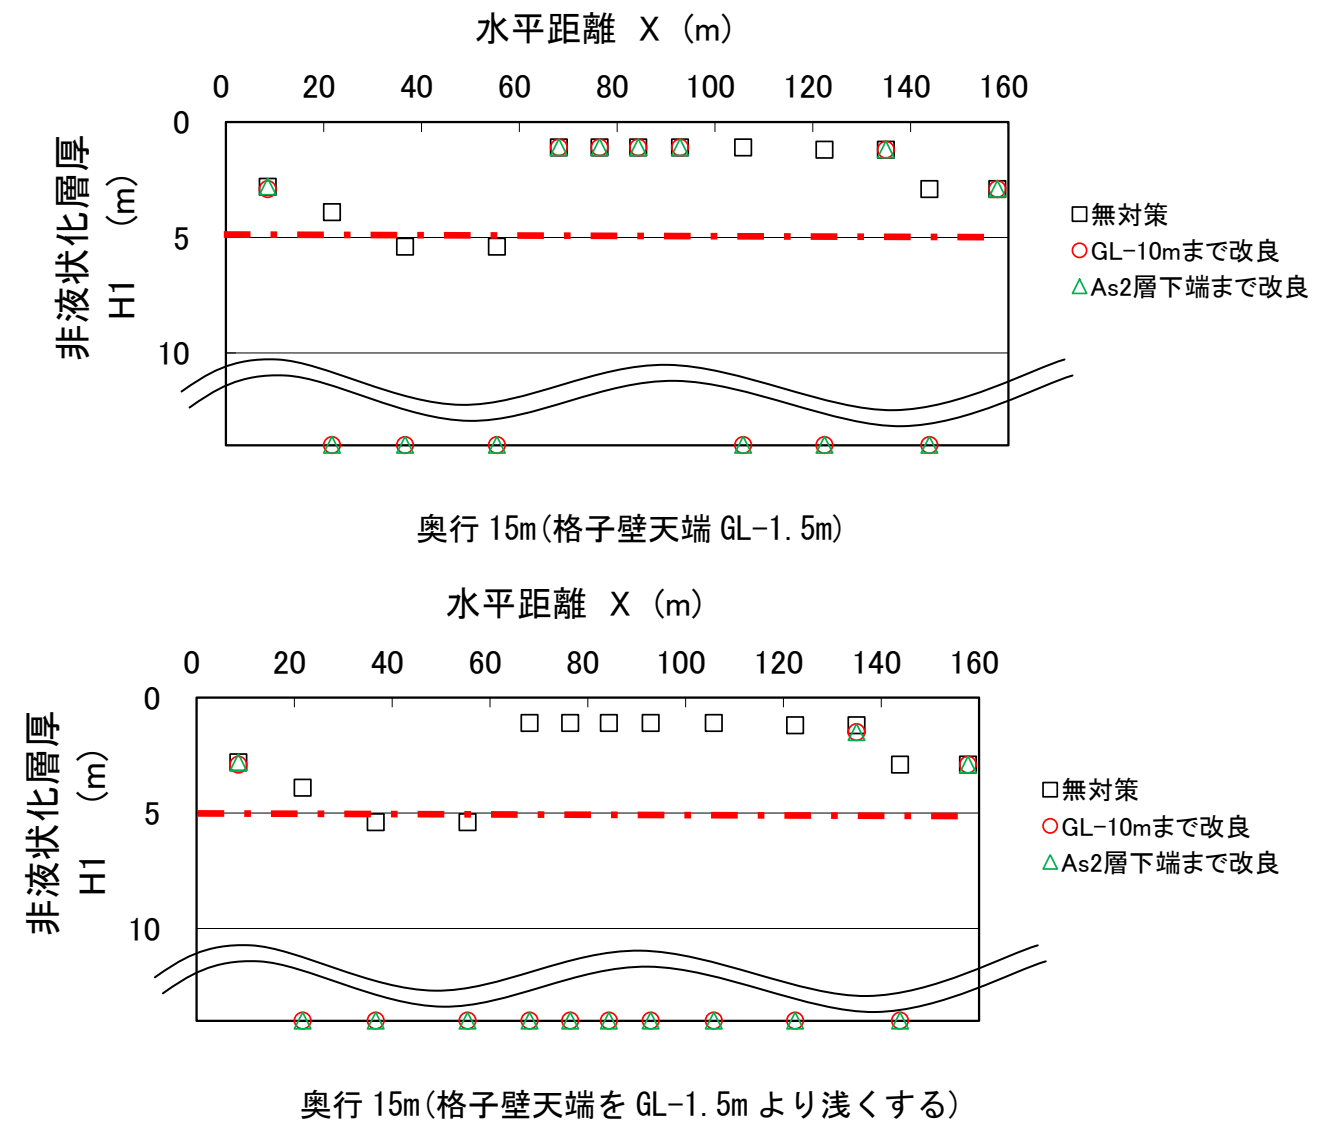 水平距離 X (m)
0 20 40 60 80 100 120 140 160
非液状化層厚
H1 (m)
0
5
10
□無対策
○GL-10mまで改良
△As2層下端まで改良
奥行 15m(格子壁天端 GL-1.5m)
水平距離 X (m)
0 20 40 60 80 100 120 140 160
非液状化層厚
H1 (m)
0
5
10
□無対策
○GL-10mまで改良
△As2層下端まで改良
奥行 15m(格子壁天端を GL-1.5m より浅くする)